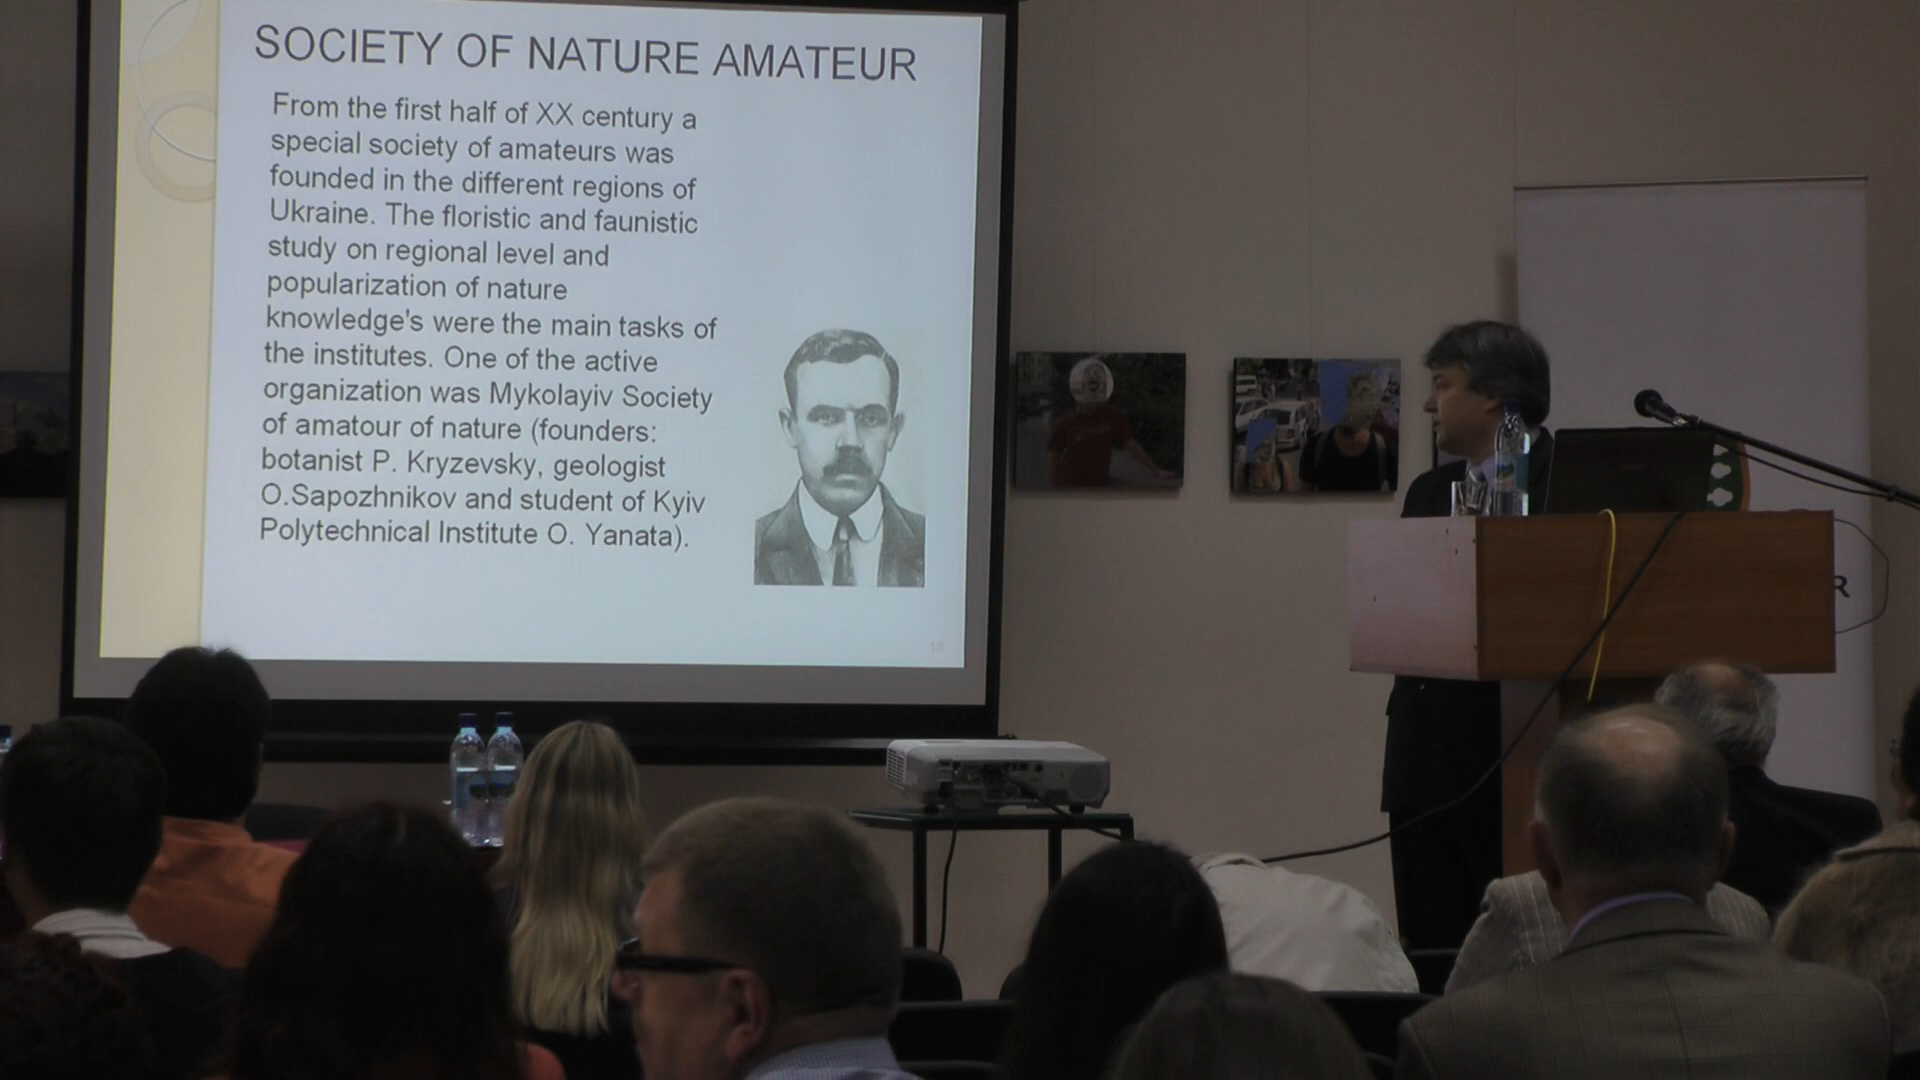 SOCIETY OF NATURE AMATEUR
From the first half of XX century a
special society of amateurs was
founded in the different regions of
Ukraine. The floristic and faunistic
study on regional level and
popularization of nature
knowledge's were the main tasks of
the institutes. One of the active
organization was Mykolayiv Society
of amatour of nature (founders:
botanist P. Kryzevsky, geologist
O.Sapozhnikov and student of Kyiv
Polytechnical Institute O. Yanata).
18
R